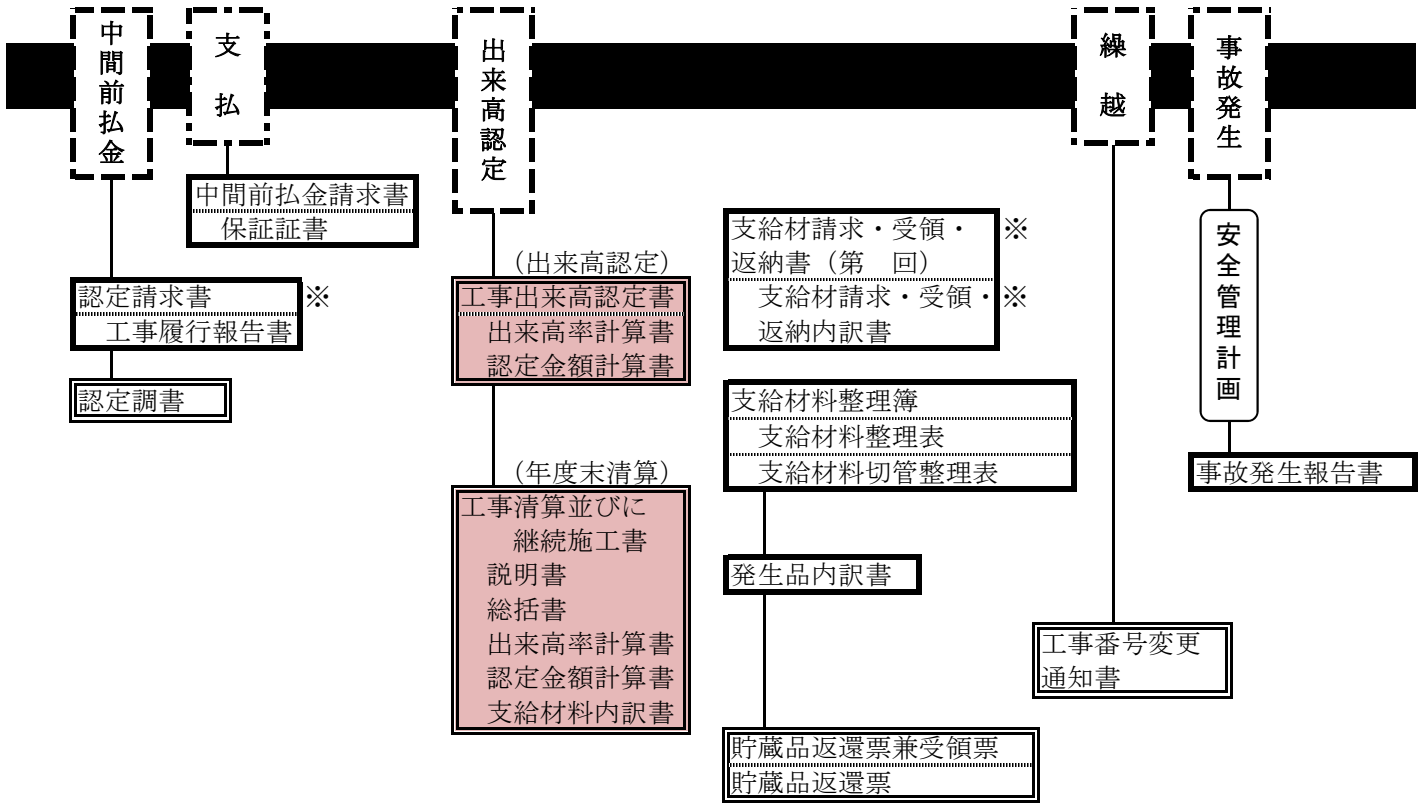 中間前払金
支払
出来高認定
繰越
事故発生
中間前払金請求書
保証証書
認定請求書 ※
工事履行報告書
認定調書
（出来高認定）
工事出来高認定書
出来高率計算書
認定金額計算書
（年度末清算）
工事清算並びに
継続施工書
説明書
総括書
出来高率計算書
認定金額計算書
支給材料内訳書
支給材請求・受領・ ※
返納書（第　回）
支給材請求・受領・ ※
返納内訳書
支給材料整理簿
支給材料整理表
支給材料切管整理表
発生品内訳書
貯蔵品返還票兼受領票
貯蔵品返還票
工事番号変更
通知書
安全管理計画
事故発生報告書